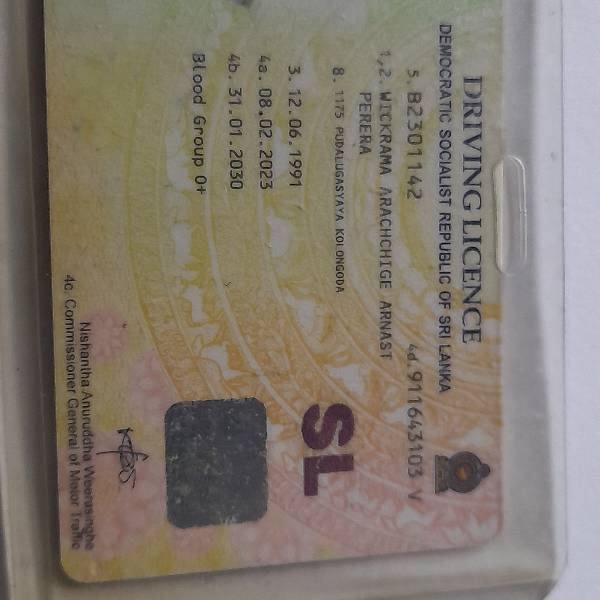 DRIVING LICENCE
DEMOCRATIC SOCIALIST REPUBLIC OF SRI LANKA
5. B2301142 4d.911643103 V
1,2. WICKRAMA ARACHCHIGE ARNAST
PERERA
8. 1175 PUDALUGASYAYA KOLONGODA
3. 12.06.1991
4a. 08.02.2023
4b. 31.01.2030
Blood Group O+
SL
Nishantha Anuruddha Weerasinghe
4c. Commissioner General of Motor Traffic